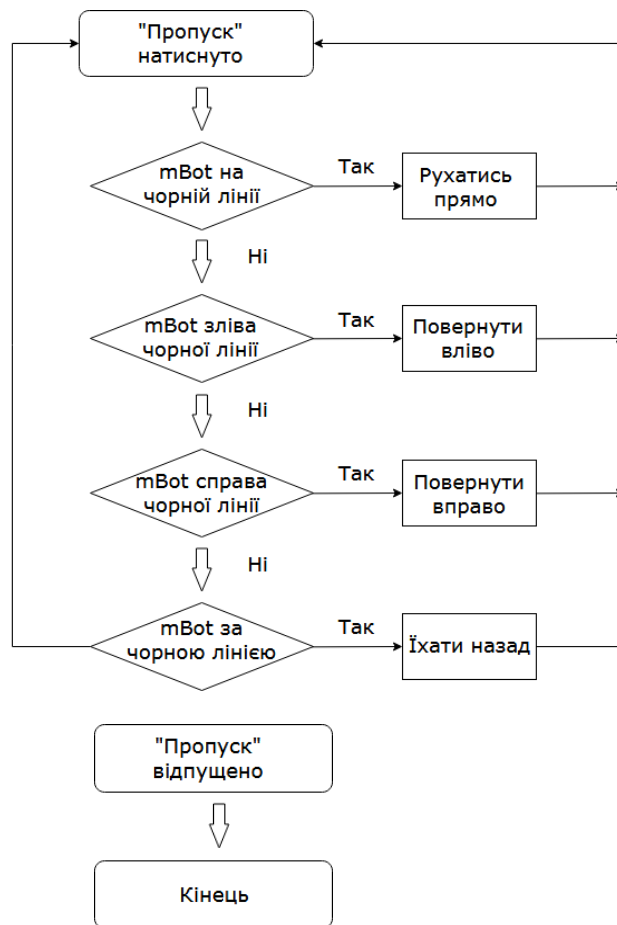 "Пропуск"
натиснуто
mBot на
чорній лінії
Так
Рухатись
прямо
Ні
mBot зліва
чорної лінії
Так
Повернути
вліво
Ні
mBot справа
чорної лінії
Так
Повернути
вправо
Ні
mBot за
чорною лінією
Так
Їхати назад
"Пропуск"
відпущено
Кінець